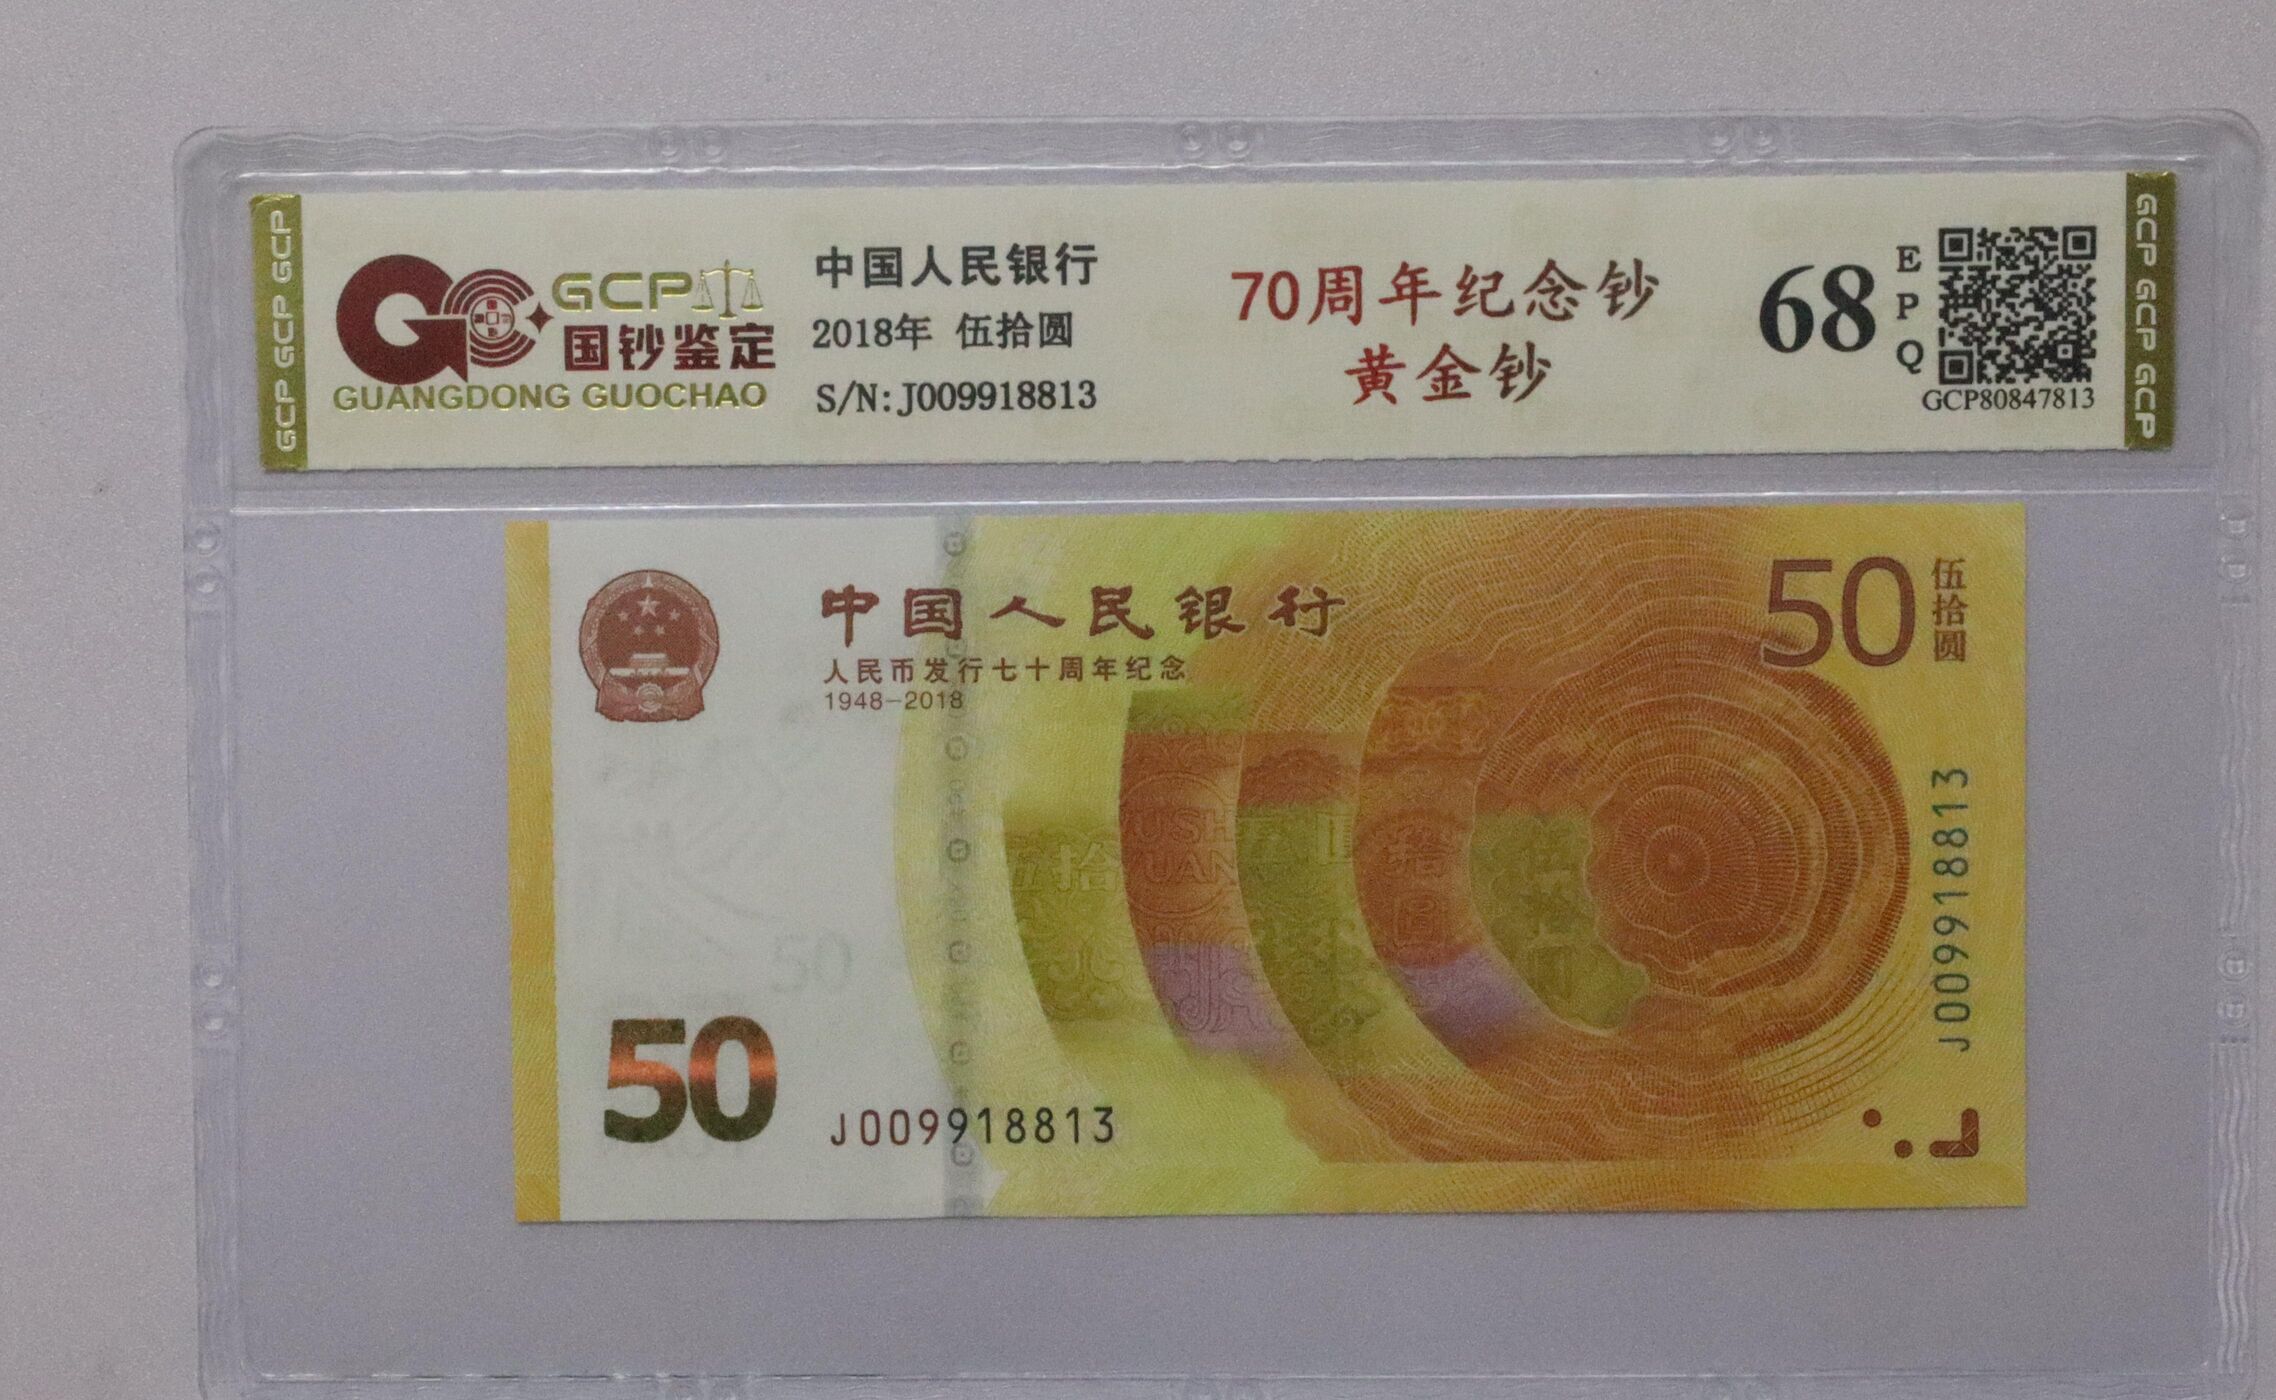 GCP GCP GCP
GCP
国钞鉴定
GUANGDONG GUOCHAO
中国人民银行
2018年 伍拾圆
S/N:J009918813
70周年纪念钞
黄金钞
68
EPQ
GCP80847813
GCP GCP GCP
中国人民银行
人民币发行七十周年纪念
1948-2018
50
伍拾圆
J009918813
50
50
J009918813